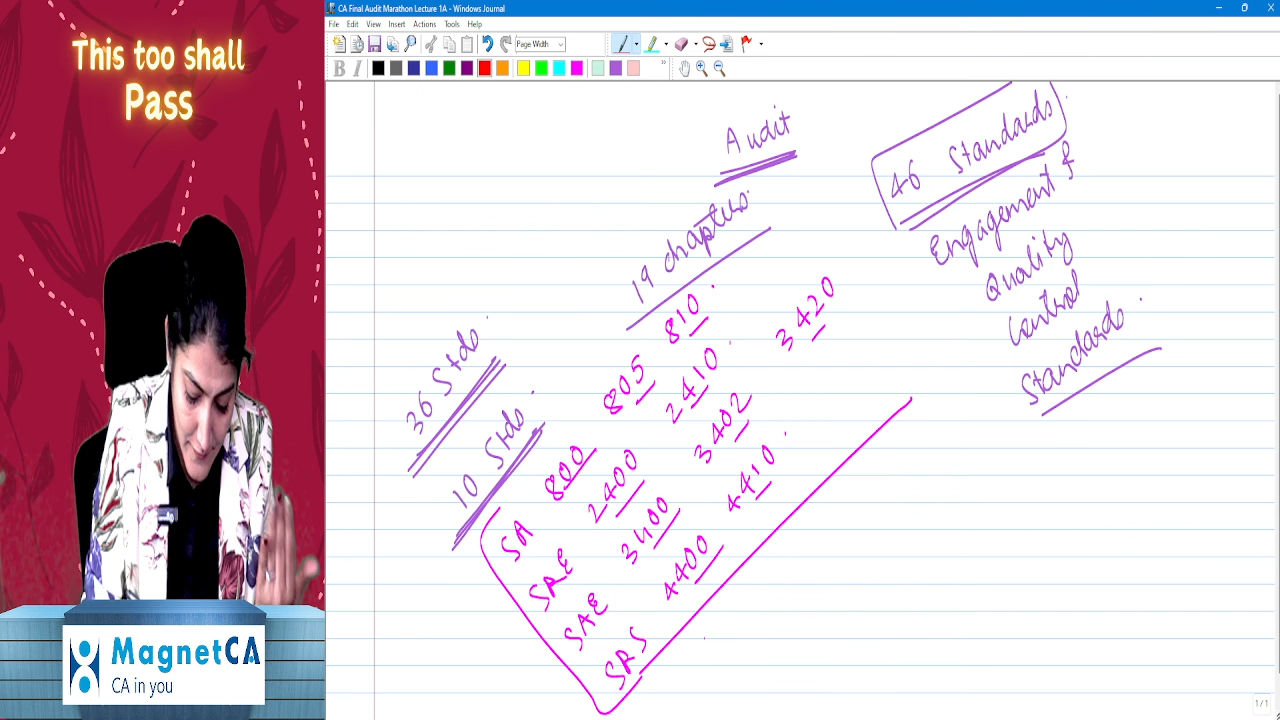 CA Final Audit Marathon Lecture 1A - Windows Journal
File Edit View Insert Actions Tools Help
Page Width
B I
This too shall
Pass
Audit
19 chapters
46 Standards
Engagement &
Quality
Control
Standards.
36 Stds.
10 Stds.
SA 800 805 810
SRE 2400 2410
SAE 3400 3402 3420
SRS 4400 4410
MagnetCA
CA in you
1/1